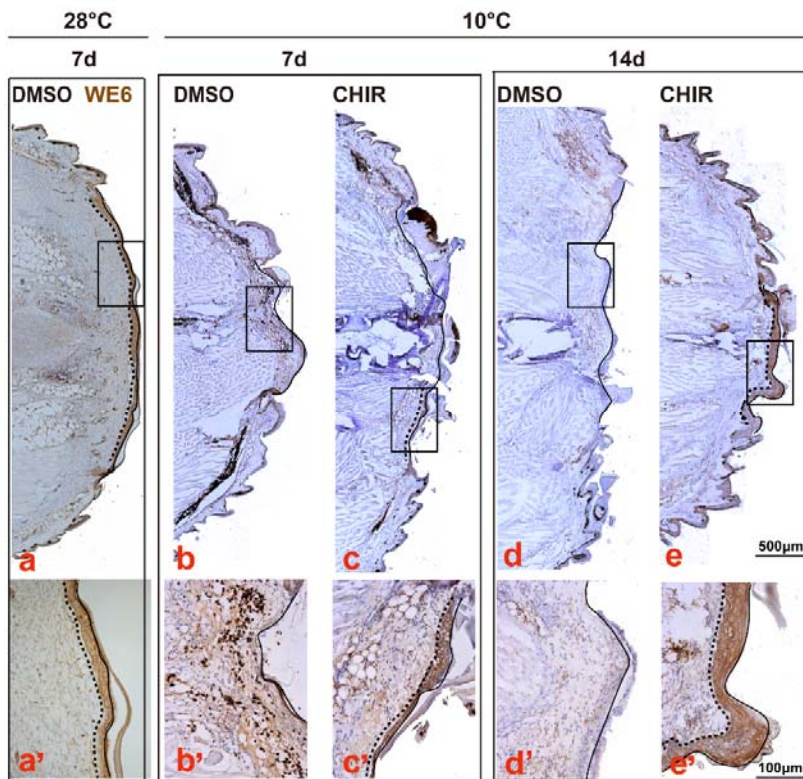 28°C 10°C
7d 7d 14d
DMSO WE6 DMSO CHIR DMSO CHIR
a b c d e
500μm
a' b' c' d' e'
100μm